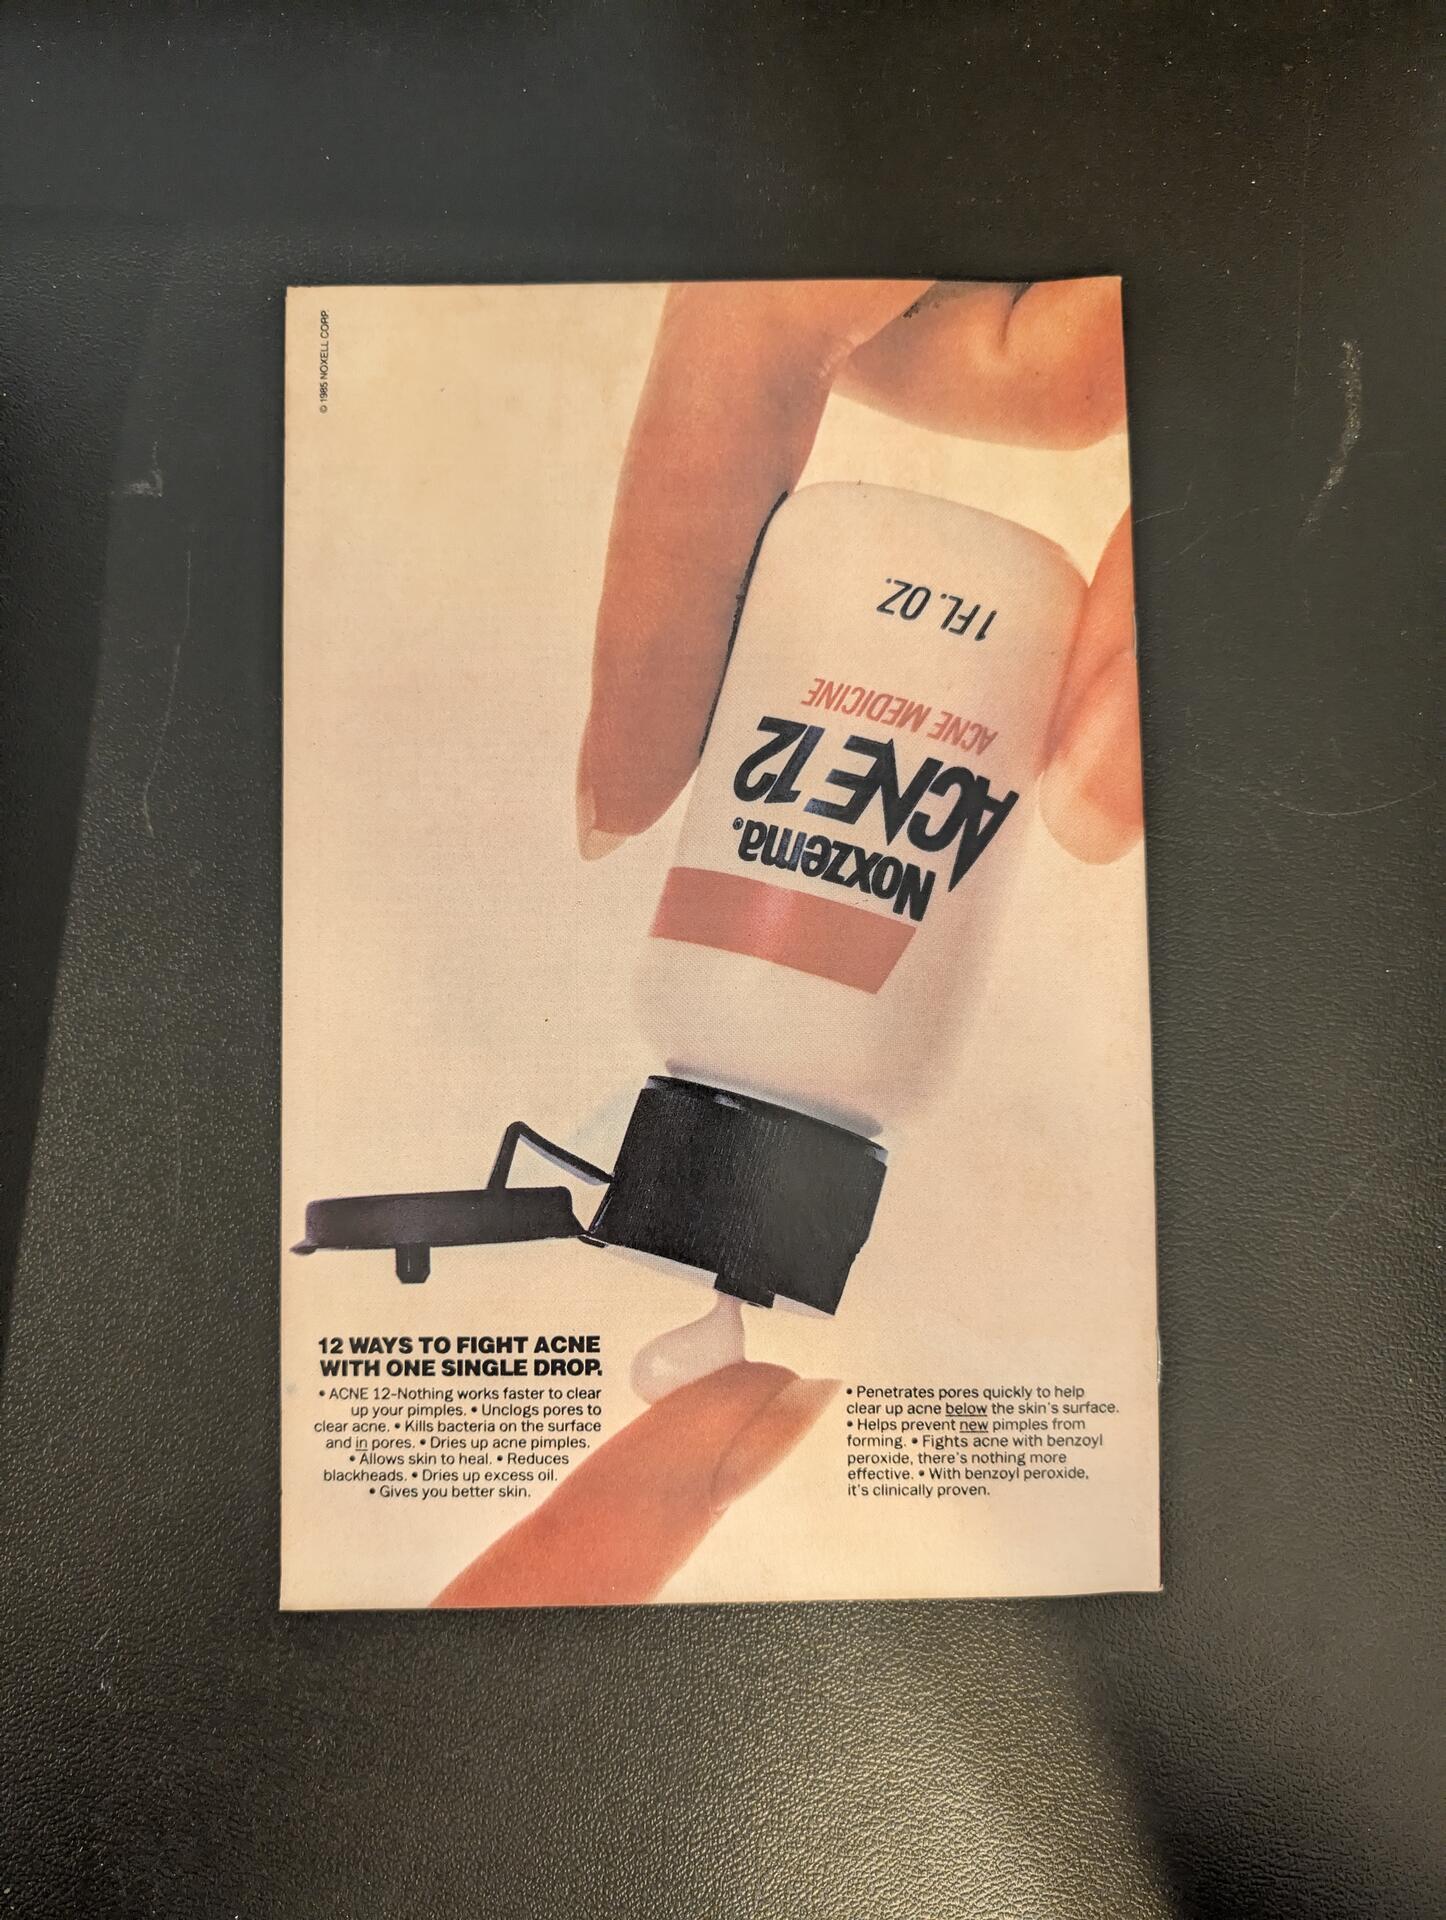 © 1985 NOXELL CORP.
1 FL. OZ.
ACNE MEDICINE
ACNE 12
Noxzema®
12 WAYS TO FIGHT ACNE
WITH ONE SINGLE DROP.
• ACNE 12-Nothing works faster to clear
up your pimples. • Unclogs pores to
clear acne. • Kills bacteria on the surface
and in pores. • Dries up acne pimples.
• Allows skin to heal. • Reduces
blackheads. • Dries up excess oil.
• Gives you better skin.
• Penetrates pores quickly to help
clear up acne below the skin's surface.
• Helps prevent new pimples from
forming. • Fights acne with benzoyl
peroxide, there's nothing more
effective. • With benzoyl peroxide,
it's clinically proven.